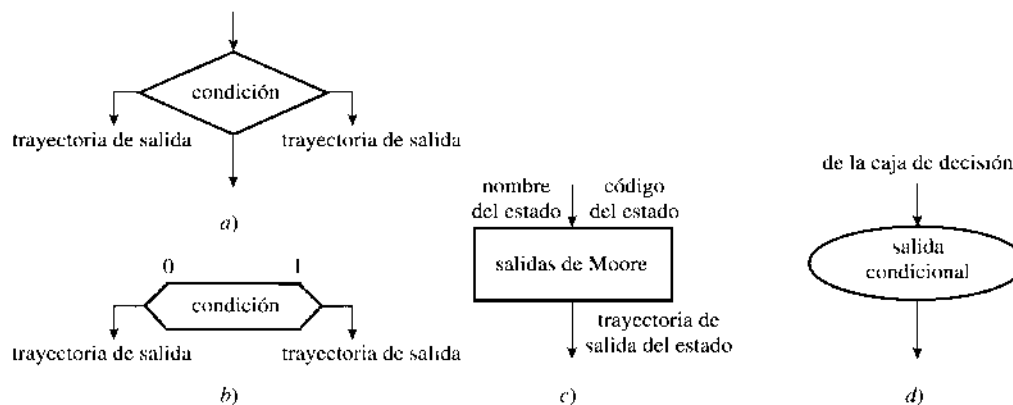 condición
trayectoria de salida
trayectoria de salida
a)
0
1
condición
trayectoria de salida
trayectoria de salida
b)
nombre
del estado
código
del estado
salidas de Moore
trayectoria de
salida del estado
c)
de la caja de decisión
salida
condicional
d)